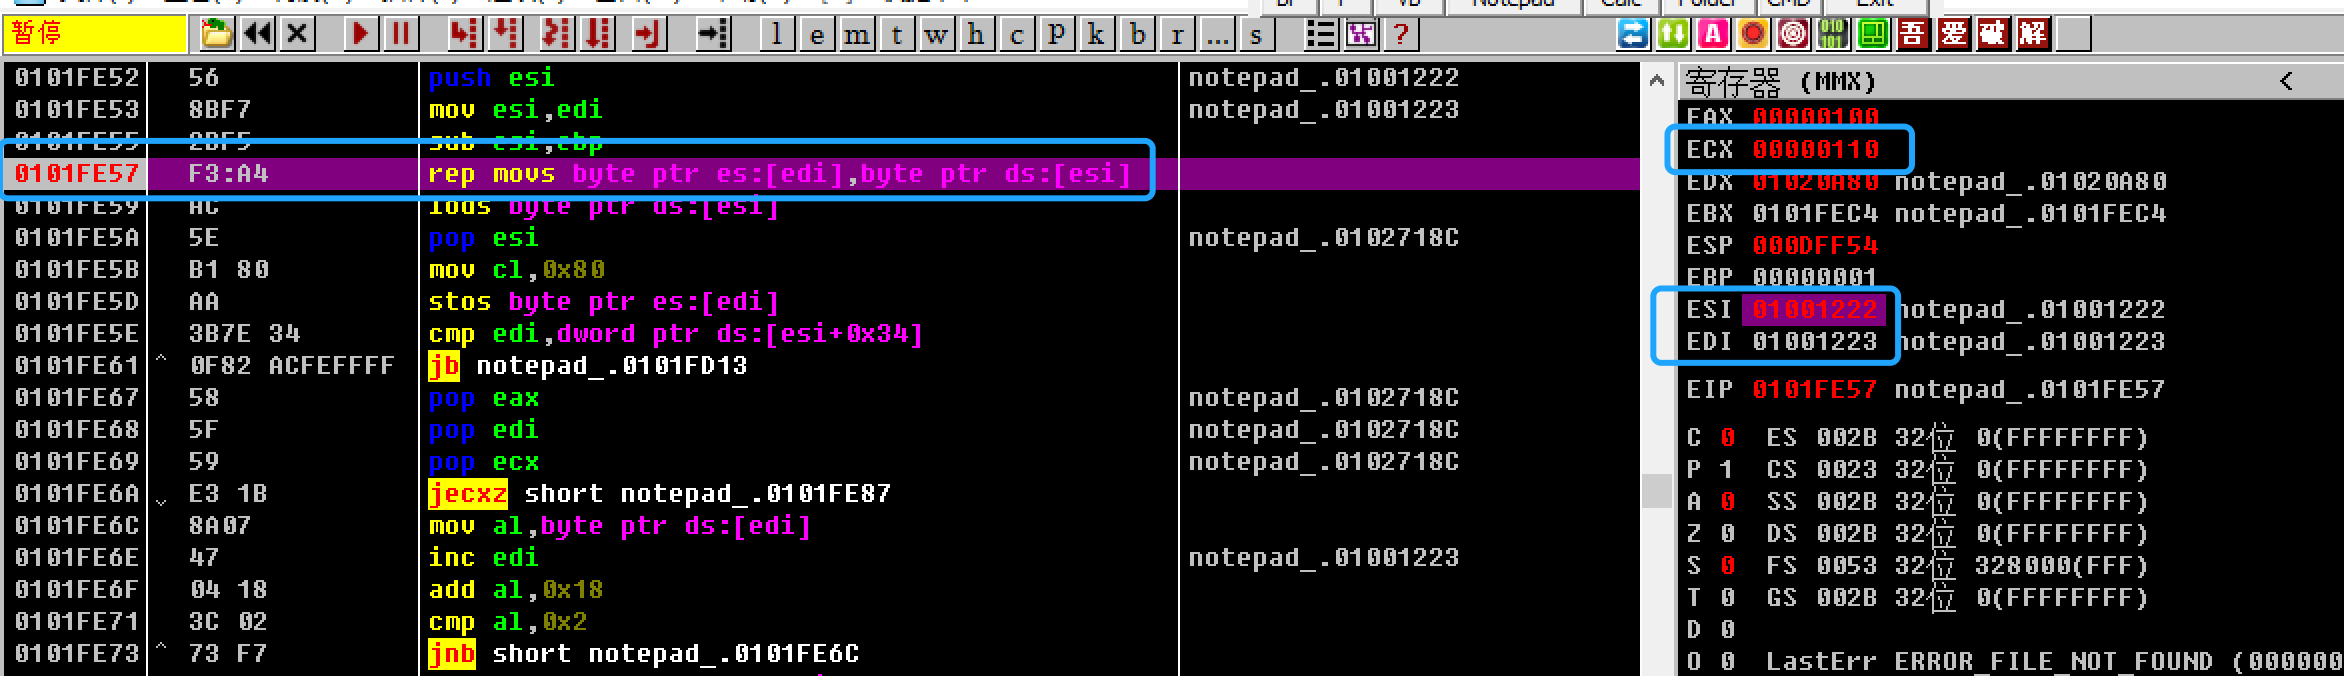 Notepad Calc Folder CMD Exit
暂停
l e m t w h c p k b r ... s ?
A 010 101 吾 爱 破 解
0101FE52 56 push esi notepad_.01001222
0101FE53 8BF7 mov esi,edi notepad_.01001223
0101FE55 2BF5 sub esi,ebp
0101FE57 F3:A4 rep movs byte ptr es:[edi],byte ptr ds:[esi]
0101FE59 AC lods byte ptr ds:[esi]
0101FE5A 5E pop esi notepad_.0102718C
0101FE5B B1 80 mov cl,0x80
0101FE5D AA stos byte ptr es:[edi]
0101FE5E 3B7E 34 cmp edi,dword ptr ds:[esi+0x34]
0101FE61 ^ 0F82 ACFEFFFF jb notepad_.0101FD13
0101FE67 58 pop eax notepad_.0102718C
0101FE68 5F pop edi notepad_.0102718C
0101FE69 59 pop ecx notepad_.0102718C
0101FE6A ˇ E3 1B jecxz short notepad_.0101FE87
0101FE6C 8A07 mov al,byte ptr ds:[edi]
0101FE6E 47 inc edi notepad_.01001223
0101FE6F 04 18 add al,0x18
0101FE71 3C 02 cmp al,0x2
0101FE73 ^ 73 F7 jnb short notepad_.0101FE6C
寄存器 (MMX) <
EAX 00000100
ECX 00000110
EDX 01020A80 notepad_.01020A80
EBX 0101FEC4 notepad_.0101FEC4
ESP 000DFF54
EBP 00000001
ESI 01001222 notepad_.01001222
EDI 01001223 notepad_.01001223
EIP 0101FE57 notepad_.0101FE57
C 0 ES 002B 32位 0(FFFFFFFF)
P 1 CS 0023 32位 0(FFFFFFFF)
A 0 SS 002B 32位 0(FFFFFFFF)
Z 0 DS 002B 32位 0(FFFFFFFF)
S 0 FS 0053 32位 328000(FFF)
T 0 GS 002B 32位 0(FFFFFFFF)
D 0
O 0 LastErr ERROR_FILE_NOT_FOUND (000000